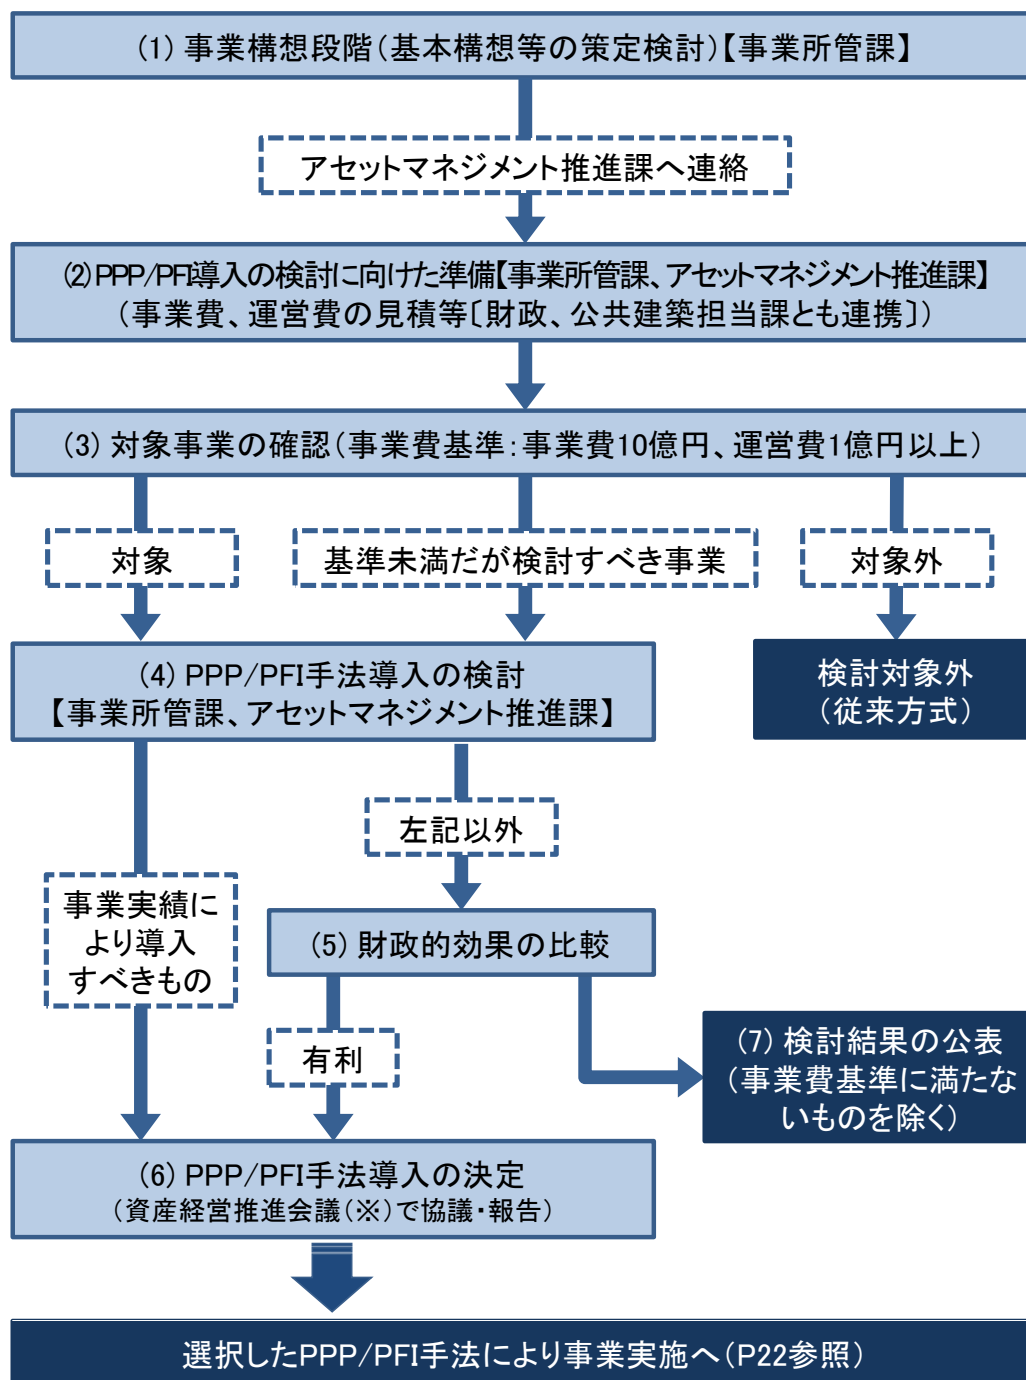 (1) 事業構想段階(基本構想等の策定検討)【事業所管課】
アセットマネジメント推進課へ連絡
(2)PPP/PFI導入の検討に向けた準備【事業所管課、アセットマネジメント推進課】
(事業費、運営費の見積等〔財政、公共建築担当課とも連携〕)
(3) 対象事業の確認(事業費基準:事業費10億円、運営費1億円以上)
対象
基準未満だが検討すべき事業
対象外
(4) PPP/PFI手法導入の検討
【事業所管課、アセットマネジメント推進課】
検討対象外
(従来方式)
左記以外
事業実績に
より導入
すべきもの
(5) 財政的効果の比較
有利
(7) 検討結果の公表
(事業費基準に満たな
いものを除く)
(6) PPP/PFI手法導入の決定
(資産経営推進会議(※)で協議・報告)
選択したPPP/PFI手法により事業実施へ(P22参照)